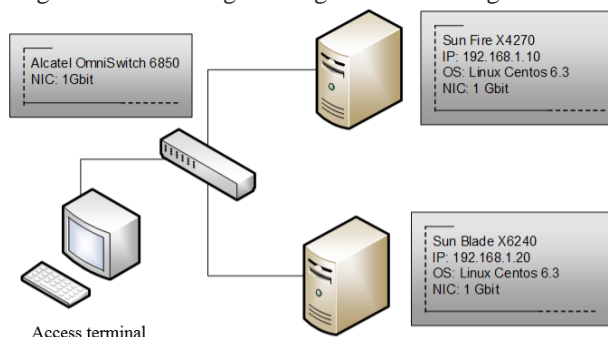 Alcatel OmniSwitch 6850
NIC: 1Gbit
Sun Fire X4270
IP: 192.168.1.10
OS: Linux Centos 6.3
NIC: 1 Gbit
Sun Blade X6240
IP: 192.168.1.20
OS: Linux Centos 6.3
NIC: 1 Gbit
Access terminal